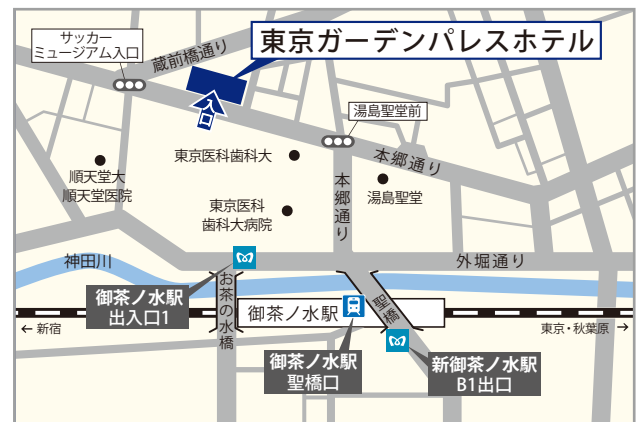 サッカー
ミュージアム入口
蔵前橋通り
東京ガーデンパレスホテル
入口
湯島聖堂前
本郷通り
東京医科歯科大
順天堂大
順天堂医院
本郷通り
湯島聖堂
東京医科
歯科大病院
神田川
外堀通り
御茶ノ水駅
出入口1
お茶の水橋
御茶ノ水駅
聖橋
← 新宿
東京・秋葉原 →
御茶ノ水駅
聖橋口
新御茶ノ水駅
B1出口